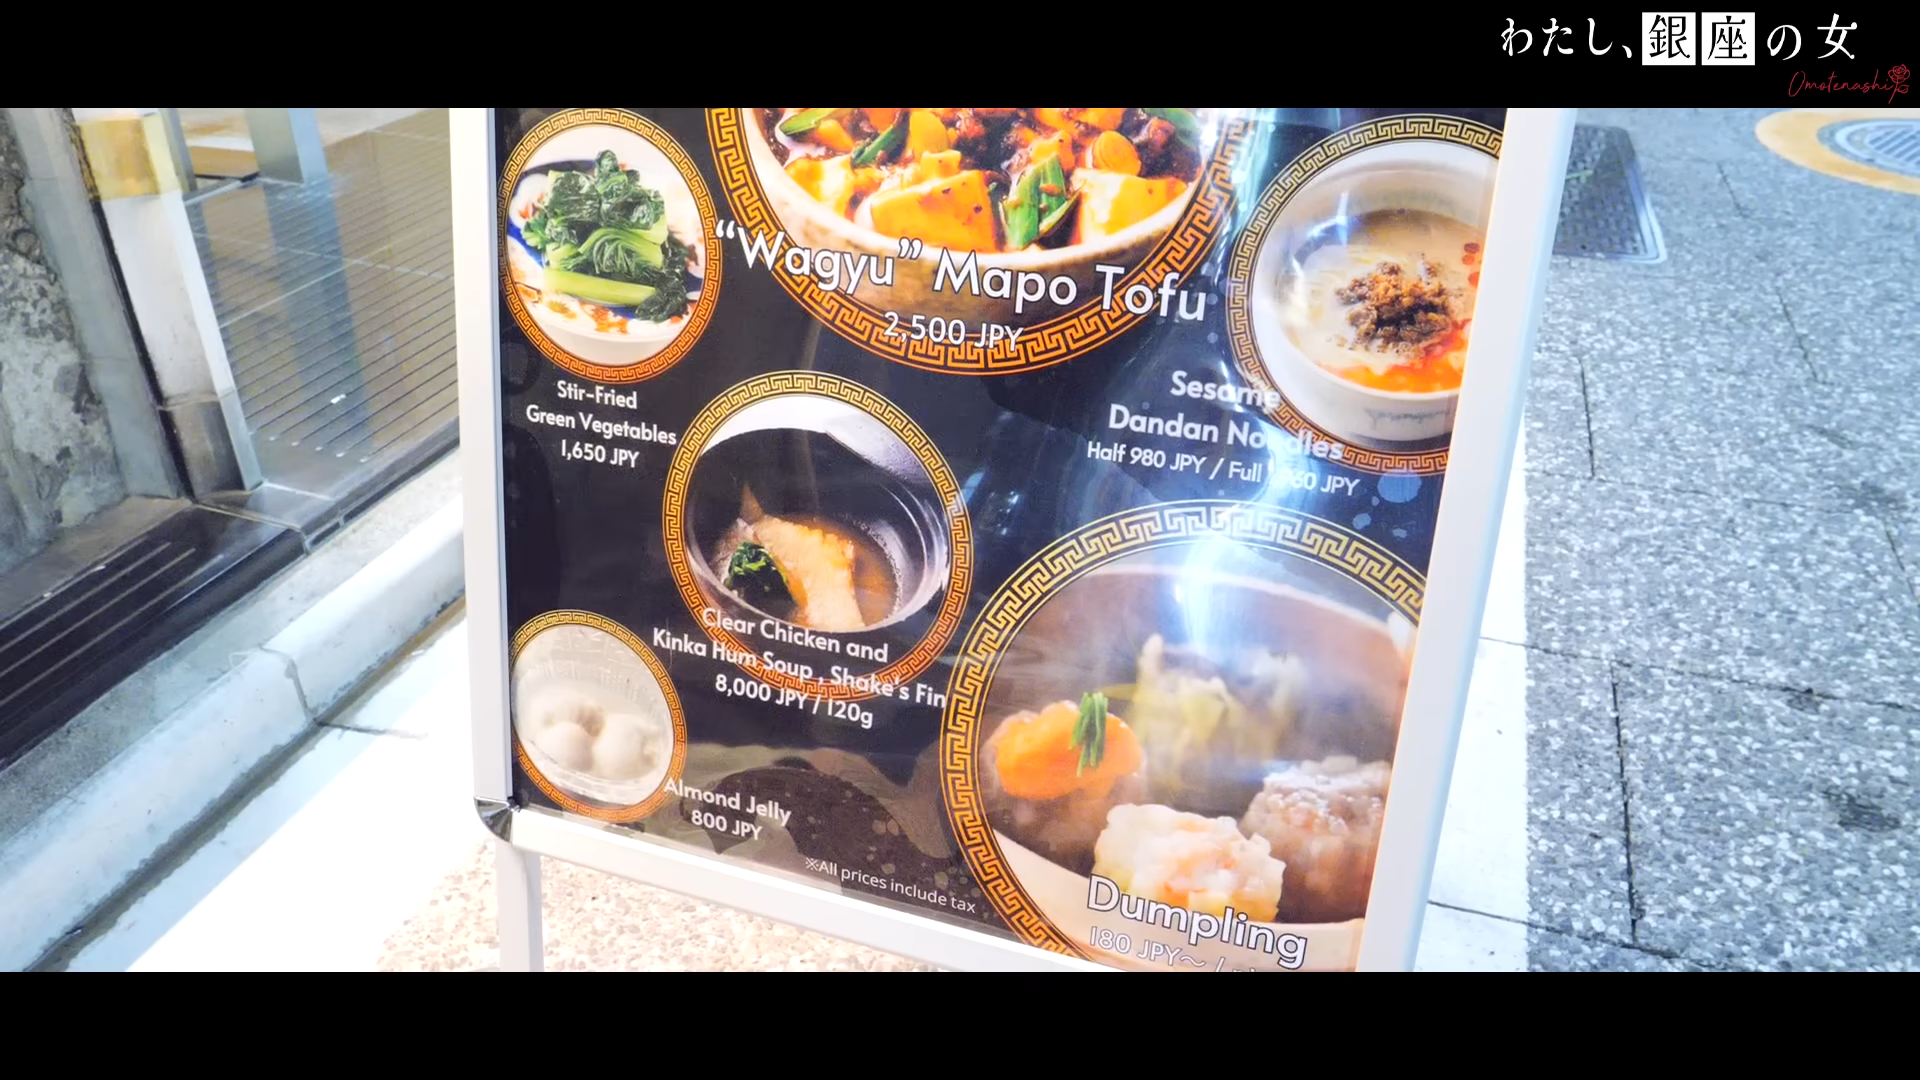 わたし、銀座の女
Omotenashi
“Wagyu” Mapo Tofu
2,500 JPY
Stir-Fried
Green Vegetables
1,650 JPY
Sesame
Dandan Noodles
Half 980 JPY / Full JPY
Clear Chicken and
Kinka Hum Soup , Shake's Fin
8,000 JPY / 120g
Almond Jelly
800 JPY
※All prices include tax
Dumpling
180 JPY～ /